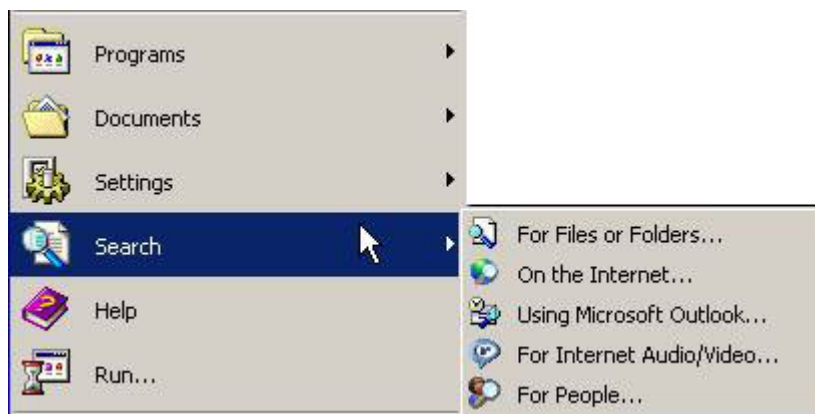 Programs
Documents
Settings
Search
Help
Run...
For Files or Folders...
On the Internet...
Using Microsoft Outlook...
For Internet Audio/Video...
For People...